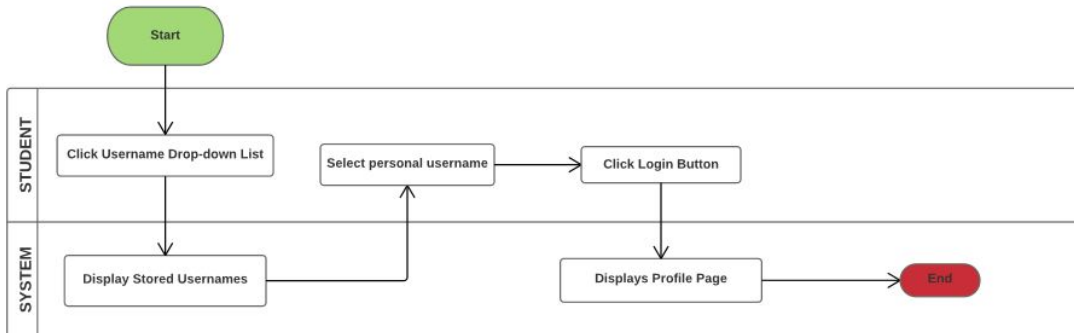 Start
STUDENT
Click Username Drop-down List
Select personal username
Click Login Button
SYSTEM
Display Stored Usernames
Displays Profile Page
End